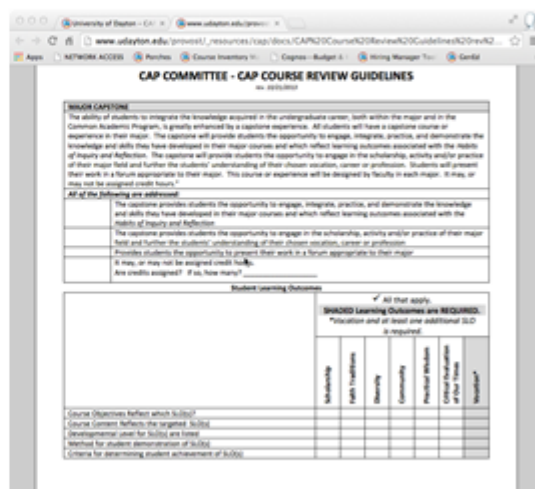 University of Dayton – CA
www.udayton.edu/provost
www.udayton.edu/provost/_resources/cap/docs/CAP%20Course%20Review%20Guidelines%20rev%2...
Apps
NETWORK ACCESS
Porches
Course Inventory
Cognos - Budget &
Hiring Manager
GenEd
CAP COMMITTEE - CAP COURSE REVIEW GUIDELINES
MAJOR CAPSTONE
The ability of students to integrate the knowledge acquired in the undergraduate career, both within the major and in the
Common Academic Program, is greatly enhanced by a capstone experience. All students will have a capstone course or
experience in their major. The capstone will provide students the opportunity to engage, integrate, practice, and demonstrate the
knowledge and skills they have developed in their major courses and which reflect learning outcomes associated with the Habits
of Inquiry and Reflection. The capstone will provide students the opportunity to engage in the scholarship, activity and/or practice
of their major field and further the students' understanding of their chosen vocation, career or profession. Students will present
their work in a forum appropriate to their major. This course or experience will be designed by faculty in each major. It may, or
may not be assigned credit hours."
All of the following are addressed:
The capstone provides students the opportunity to engage, integrate, practice, and demonstrate the knowledge
and skills they have developed in their major courses and which reflect learning outcomes associated with the
Habits of Inquiry and Reflection
The capstone provides students the opportunity to engage in the scholarship, activity and/or practice of their major
field and further the students' understanding of their chosen vocation, career or profession
Provides students the opportunity to present their work in a forum appropriate to their major
It may, or may not be assigned credit hours.
Are credits assigned? If so, how many?
Student Learning Outcomes
✓ All that apply.
SHADED Learning Outcomes are REQUIRED.
*Vocation and at least one additional SLO
is required.
Scholarship
Faith Traditions
Diversity
Community
Practical Wisdom
Critical Evaluation
of Our Times
Vocation*
Course Objectives Reflect which SLO(s)?
Course Content Reflects the targeted SLO(s)
Developmental Level for SLO(s) are listed
Method for student demonstration of SLO(s)
Criteria for determining student achievement of SLO(s)